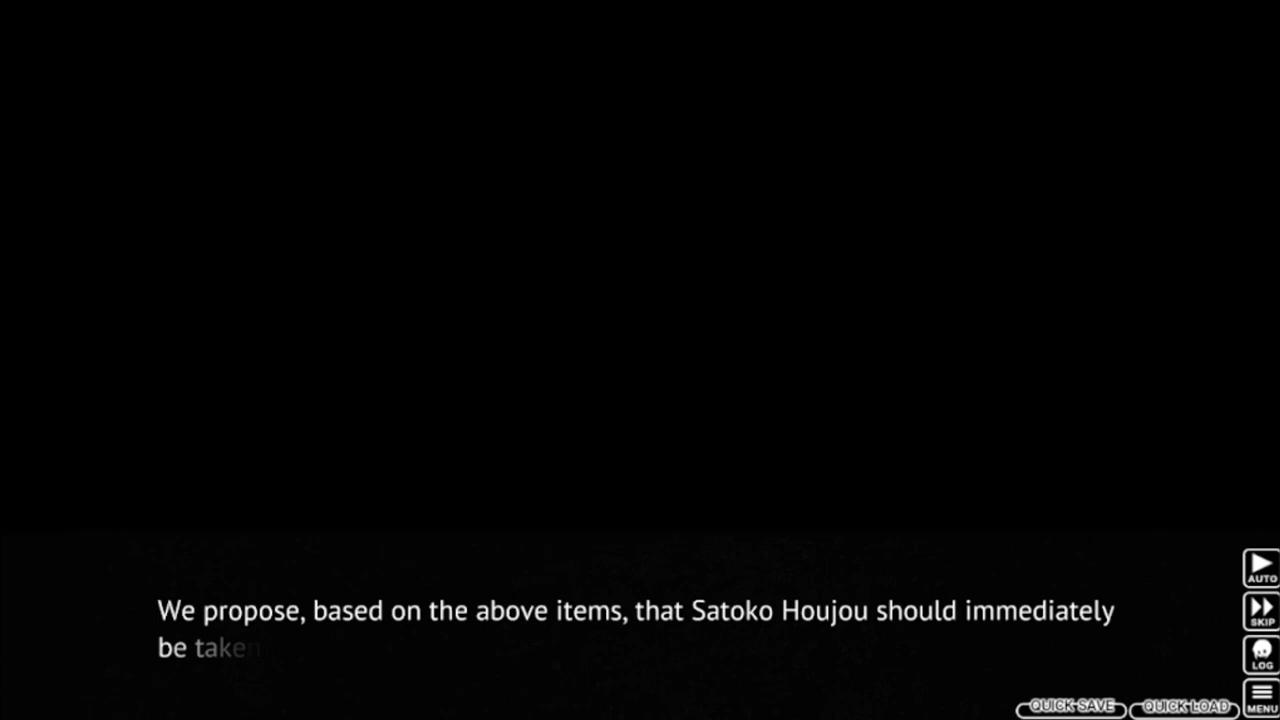 We propose, based on the above items, that Satoko Houjou should immediately
be taken
AUTO
SKIP
LOG
MENU
QUICK SAVE
QUICK LOAD